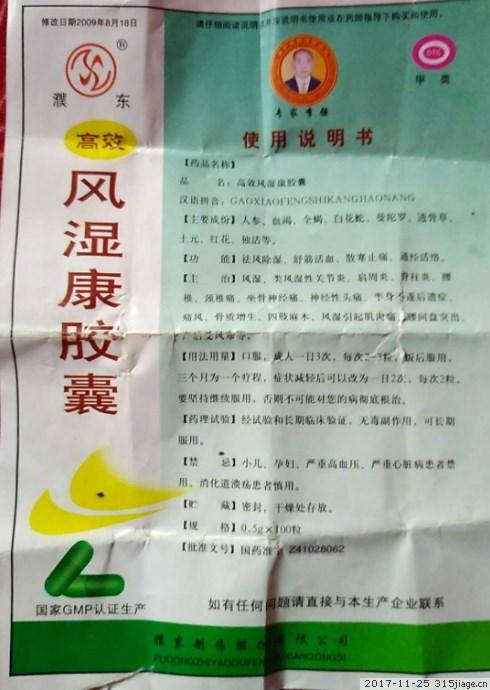 修改日期2009年8月18日
请仔细阅读说明书并按说明书使用或在药师指导下购买和使用。
®
濮 东
OTC
甲 类
高效
风湿康胶囊
使用说明书
【药品名称】
品 名：高效风湿康胶囊
汉语拼音：GAOXIAOFENGSHIKANGJIAONANG
【主要成份】人参、血竭、全蝎、白花蛇、曼陀罗、透骨草、
土元、红花、独活等。
【功 能】祛风除湿、舒筋活血、散寒止痛、通经活络。
【主 治】风湿、类风湿性关节炎、肩周炎、脊柱炎、腰
椎、颈椎痛、坐骨神经痛、神经性头痛、半身不遂后遗症、
痛风、骨质增生、四肢麻木、风湿引起肌肉痛、腰间盘突出、
产后受风寒等。
【用法用量】口服，成人一日3次，每次2-3粒，饭后服用，
三个月为一个疗程，症状减轻后可以改为一日2次，每次2粒，
要坚持继续服用，否则不可能对您的病彻底根治。
【药理试验】经试验和长期临床验证，无毒副作用，可长期
服用。
【禁 忌】小儿、孕妇、严重高血压、严重心脏病患者禁
用。消化道溃疡患者慎用。
【贮 藏】密封，干燥处存放。
【规 格】0.5g×100粒
【批准文号】国药准字Z41028062
国家GMP认证生产
如有任何问题请直接与本生产企业联系
濮东制药股份有限公司
2017-11-25 315jiage.cn